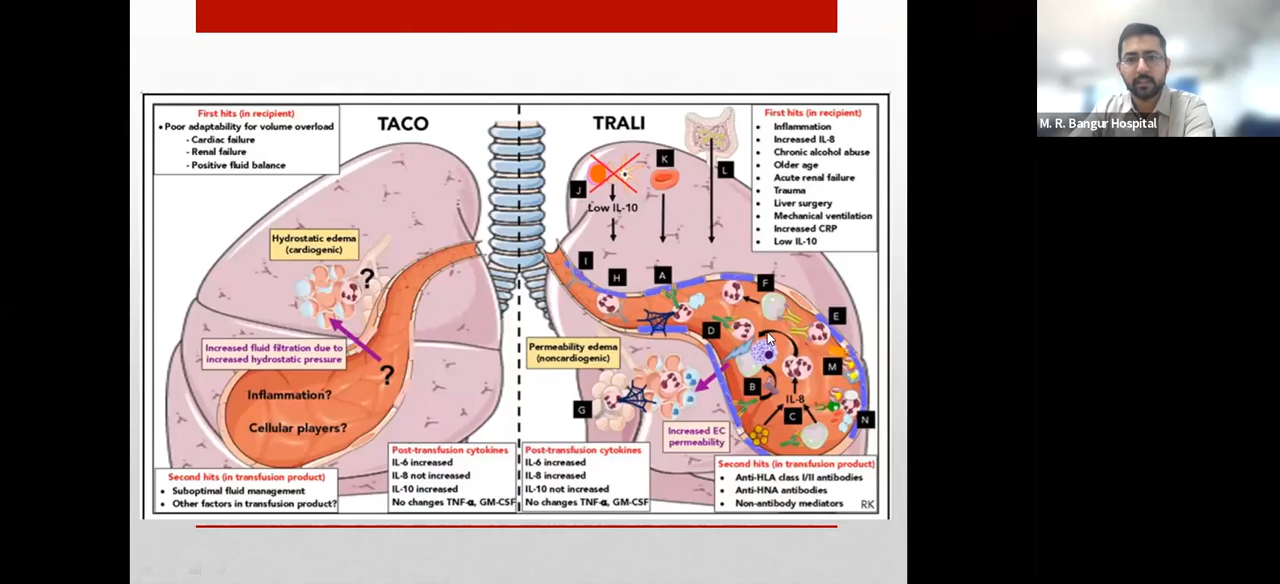 First hits (in recipient)
• Poor adaptability for volume overload
- Cardiac failure
- Renal failure
- Positive fluid balance
TACO
TRALI
First hits (in recipient)
• Inflammation
• Increased IL-8
• Chronic alcohol abuse
• Older age
• Acute renal failure
• Trauma
• Liver surgery
• Mechanical ventilation
• Increased CRP
• Low IL-10
M. R. Bangur Hospital
J
K
L
Low IL-10
Hydrostatic edema
(cardiogenic)
?
I
H
A
F
E
D
Increased fluid filtration due to
increased hydrostatic pressure
?
Permeability edema
(noncardiogenic)
M
B
IL-8
C
N
G
Inflammation?
Cellular players?
Increased EC
permeability
Second hits (in transfusion product)
• Suboptimal fluid management
• Other factors in transfusion product?
Post-transfusion cytokines
IL-6 increased
IL-8 not increased
IL-10 increased
No changes TNF-α, GM-CSF
Post-transfusion cytokines
IL-6 increased
IL-8 increased
IL-10 not increased
No changes TNF-α, GM-CSF
Second hits (in transfusion product)
• Anti-HLA class I/II antibodies
• Anti-HNA antibodies
• Non-antibody mediators
RK